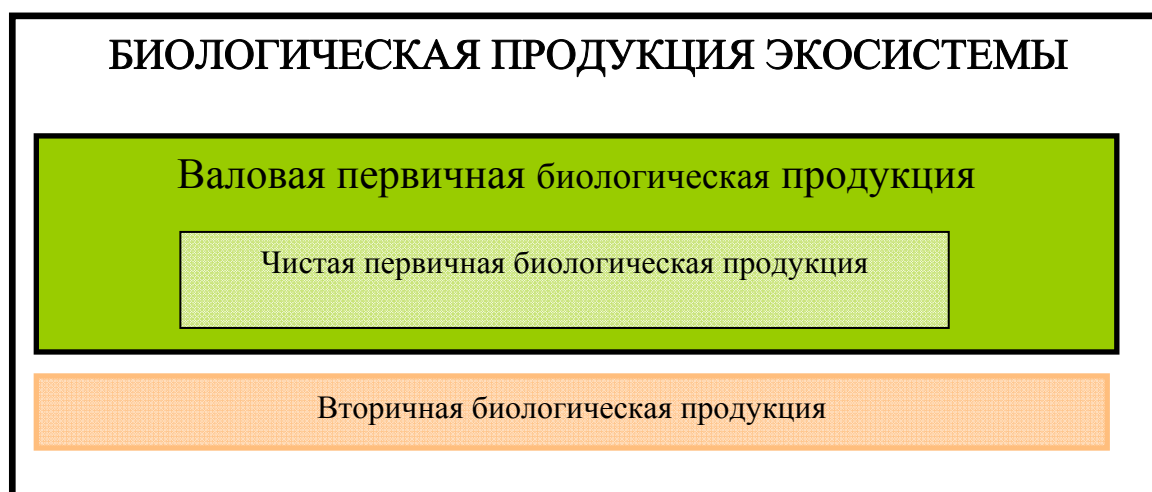 БИОЛОГИЧЕСКАЯ ПРОДУКЦИЯ ЭКОСИСТЕМЫ
Валовая первичная биологическая продукция
Чистая первичная биологическая продукция
Вторичная биологическая продукция